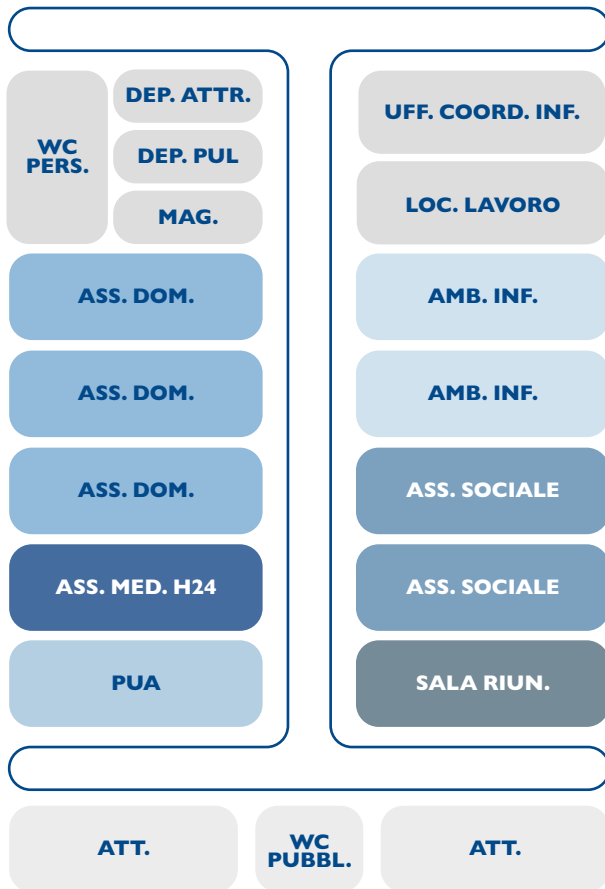 WC
PERS.
DEP. ATTR.
DEP. PUL
MAG.
ASS. DOM.
ASS. DOM.
ASS. DOM.
ASS. MED. H24
PUA
UFF. COORD. INF.
LOC. LAVORO
AMB. INF.
AMB. INF.
ASS. SOCIALE
ASS. SOCIALE
SALA RIUN.
ATT.
WC
PUBBL.
ATT.